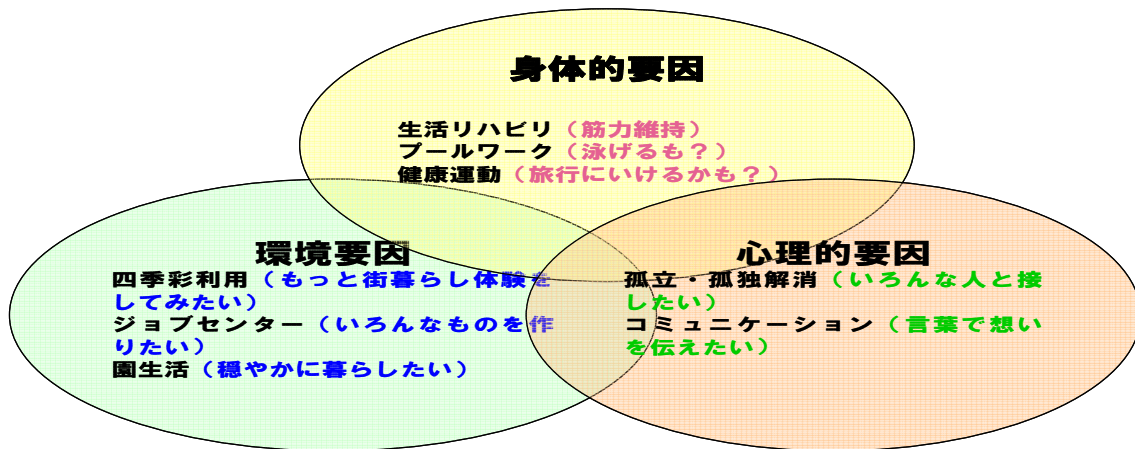 身体的要因
生活リハビリ（筋力維持）
プールワーク（泳げるも？）
健康運動（旅行にいけるかも？）
環境要因
四季彩利用（もっと街暮らし体験を
してみたい）
ジョブセンター（いろんなものを作
りたい）
園生活（穏やかに暮らしたい）
心理的要因
孤立・孤独解消（いろんな人と接
したい）
コミュニケーション（言葉で想い
を伝えたい）